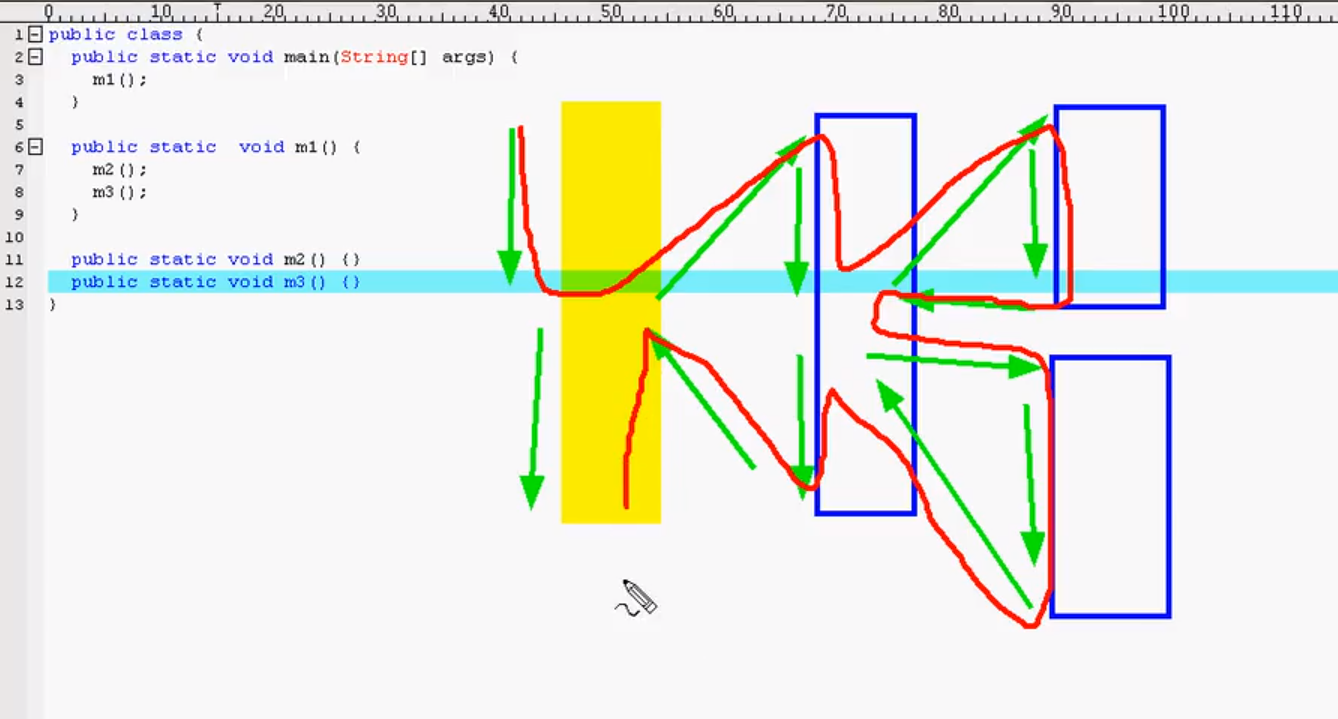 0 10 20 30 40 50 60 70 80 90 100 110
1 public class {
2 public static void main(String[] args) {
3 m1();
4 }
5
6 public static  void m1() {
7 m2();
8 m3();
9 }
10
11 public static void m2() {}
12 public static void m3() {}
13 }